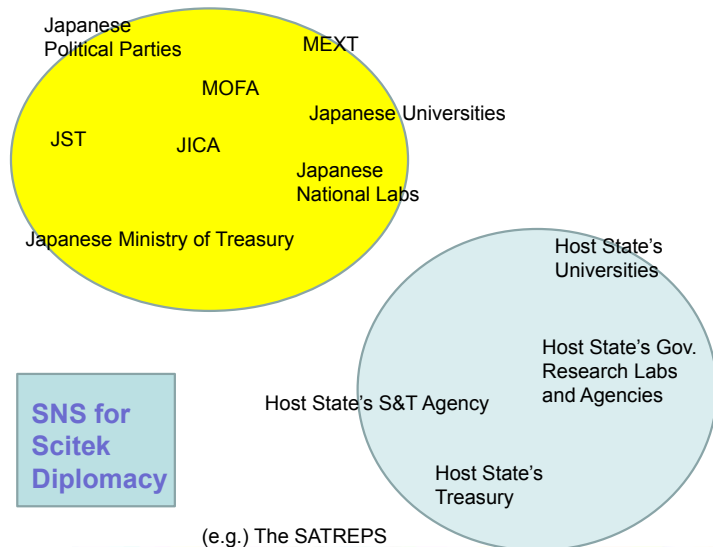 Japanese
Political Parties
MEXT
MOFA
Japanese Universities
JST
JICA
Japanese
National Labs
Japanese Ministry of Treasury
Host State’s
Universities
Host State’s Gov.
Research Labs
and Agencies
Host State’s S&T Agency
SNS for
Scitek
Diplomacy
Host State’s
Treasury
(e.g.) The SATREPS